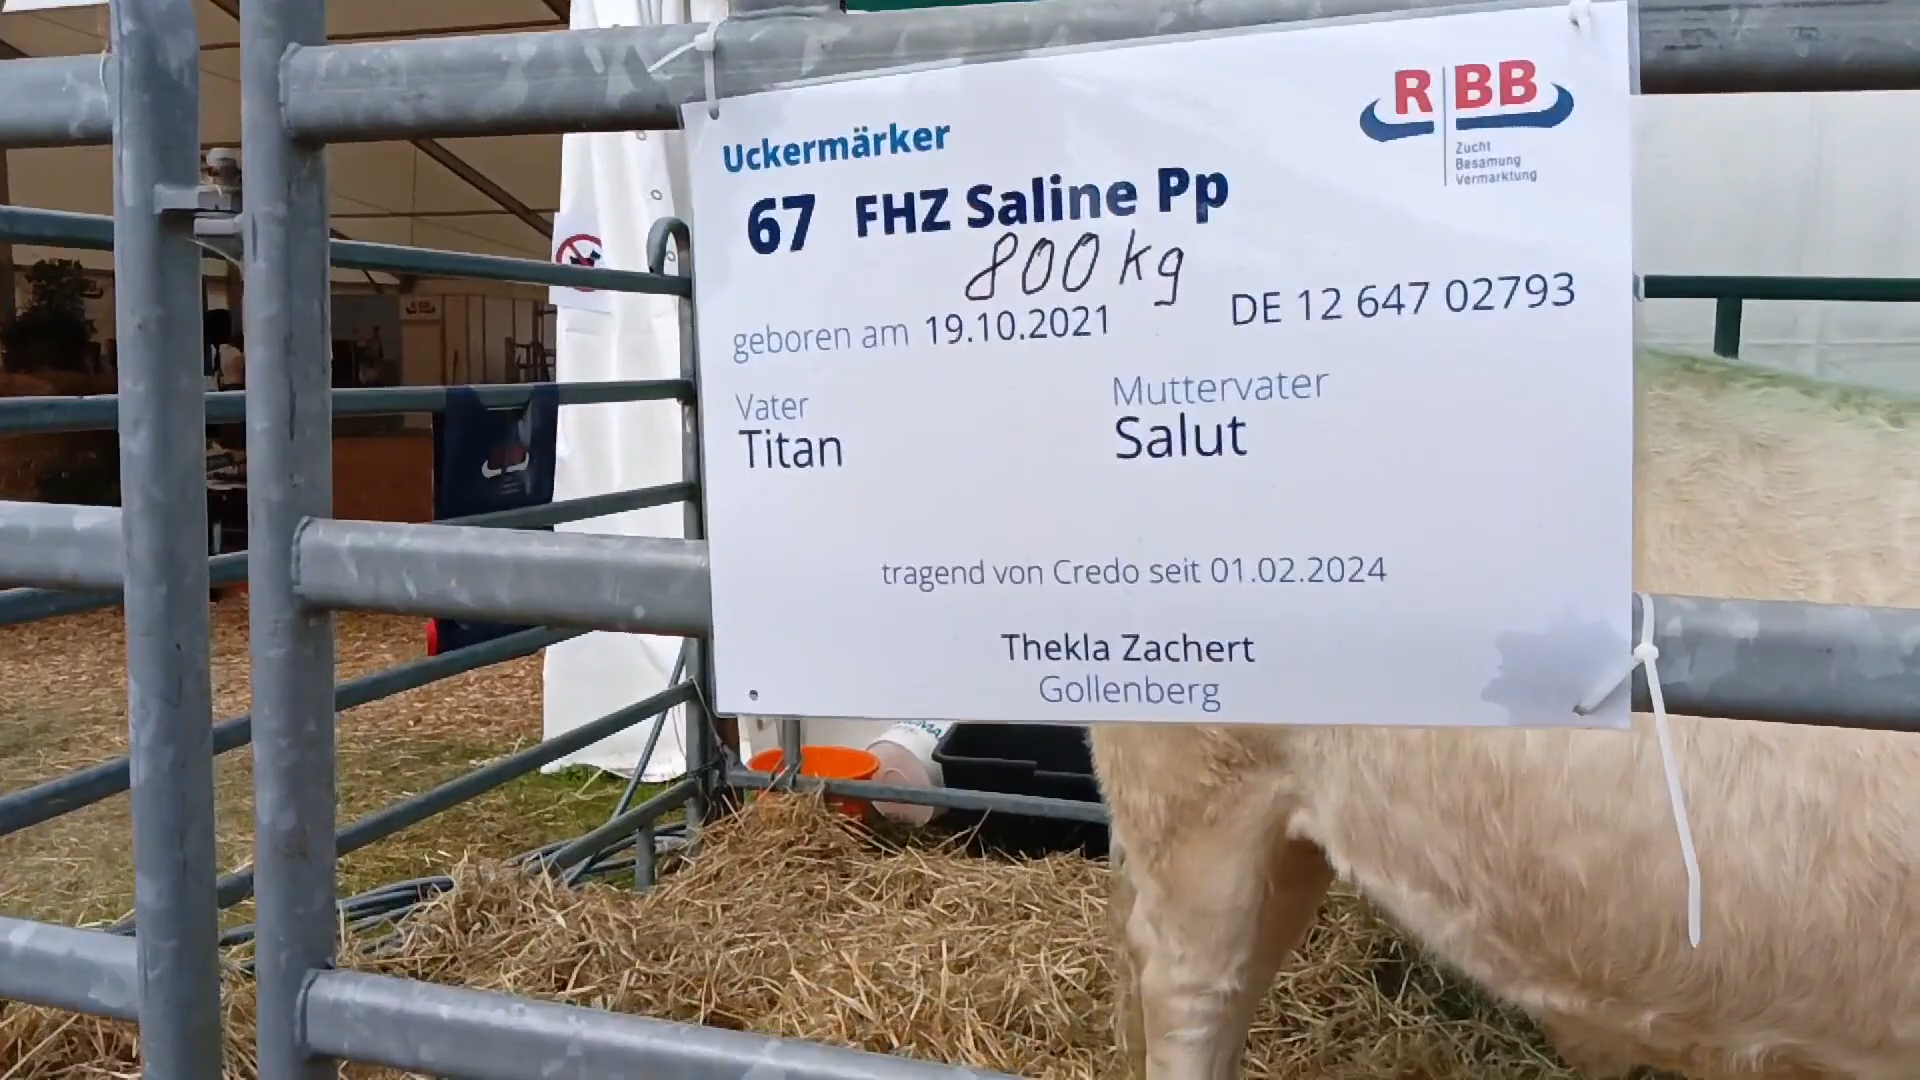 R BB
Zucht
Besamung
Vermarktung
Uckermärker
67 FHZ Saline Pp
800 kg
geboren am 19.10.2021 DE 12 647 02793
Vater Muttervater
Titan Salut
tragend von Credo seit 01.02.2024
Thekla Zachert
Gollenberg